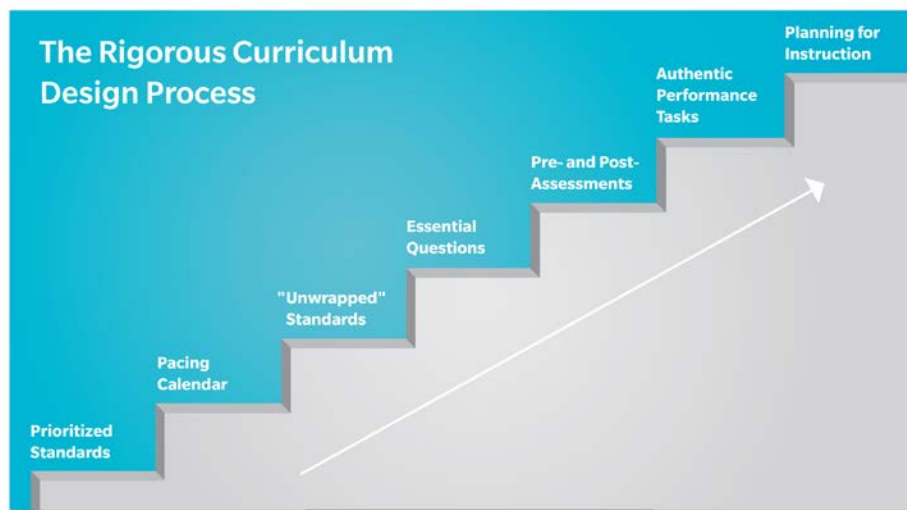 The Rigorous Curriculum
Design Process
Prioritized
Standards
Pacing
Calendar
"Unwrapped"
Standards
Essential
Questions
Pre- and Post-
Assessments
Authentic
Performance
Tasks
Planning for
Instruction